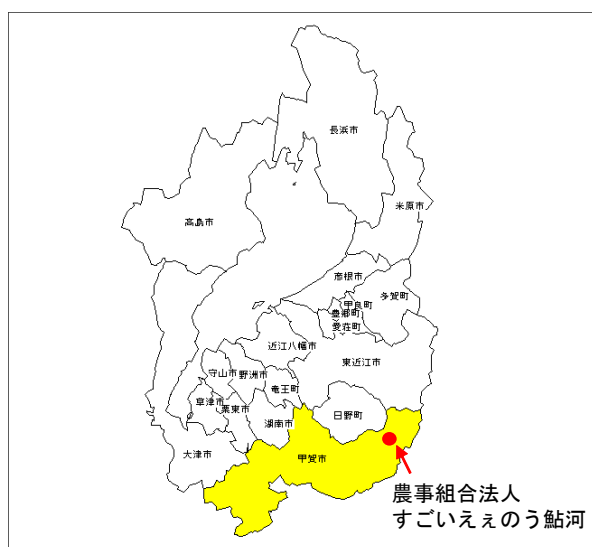 長浜市
米原市
高島市
彦根市
多賀町
甲良町
豊郷町
愛荘町
近江八幡市
東近江市
守山市
野洲市
竜王町
草津市
栗東市
日野町
湖南市
大津市
甲賀市
農事組合法人
すごいえぇのう鮎河